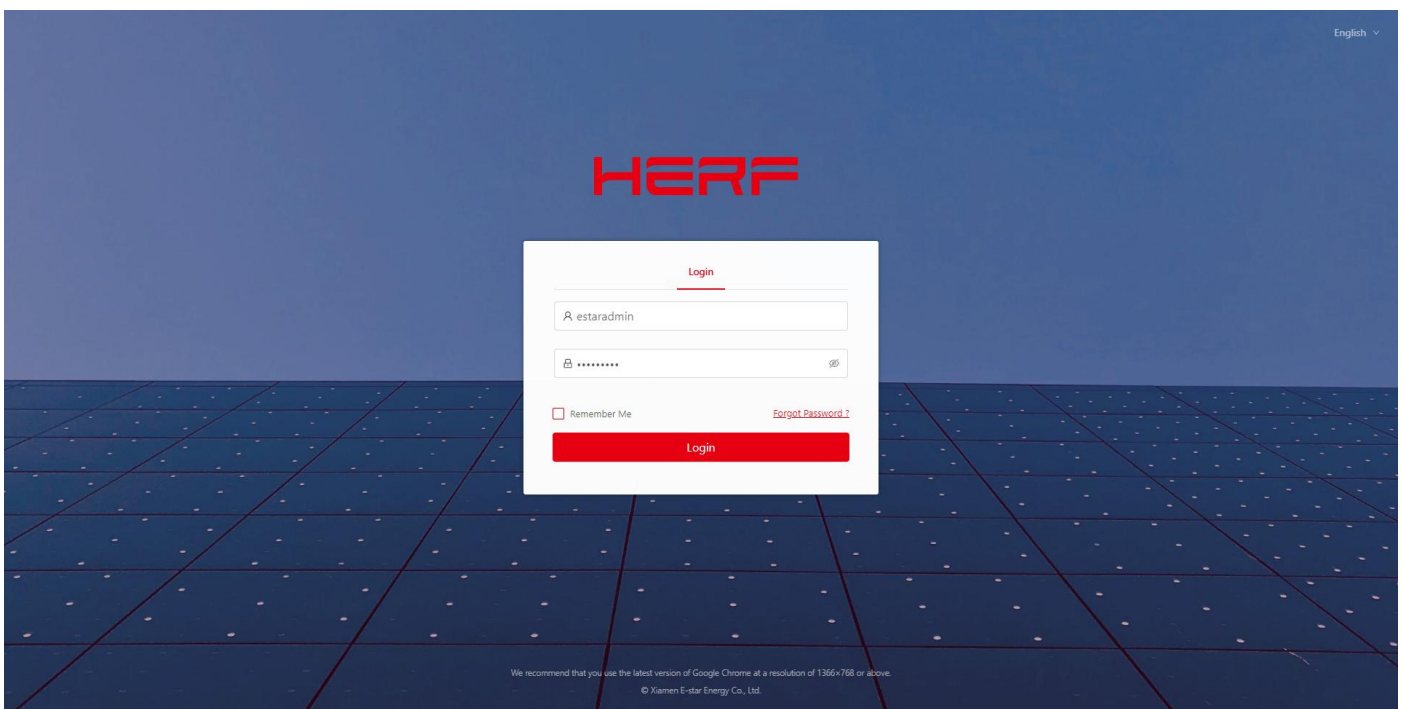 English
HERF
Login
estaradmin
•••••••••
Remember Me
Forgot Password ?
Login
We recommend that you use the latest version of Google Chrome at a resolution of 1366×768 or above.
© Xiamen E-star Energy Co., Ltd.